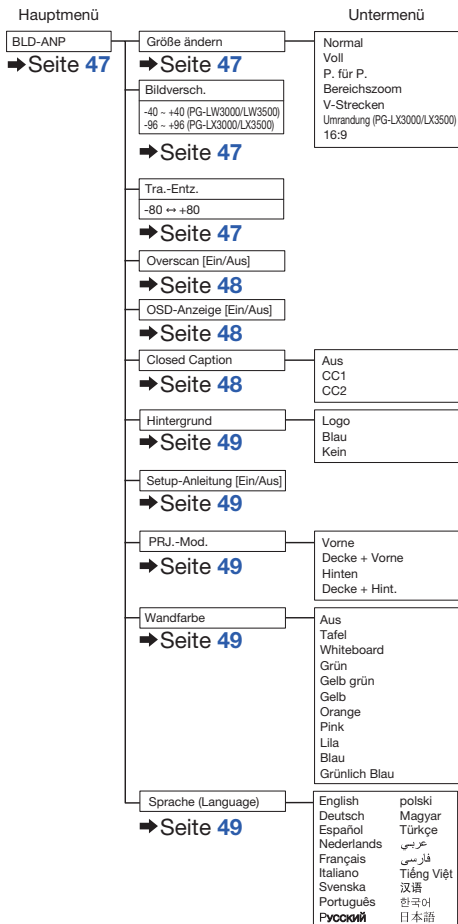 Hauptmenü
Untermenü
BLD-ANP
➡Seite 47
Größe ändern
➡Seite 47
Normal
Voll
P. für P.
Bereichszoom
V-Strecken
Umrandung (PG-LX3000/LX3500)
16:9
Bildversch.
-40 ~ +40 (PG-LW3000/LW3500)
-96 ~ +96 (PG-LX3000/LX3500)
➡Seite 47
Tra.-Entz.
-80 ↔ +80
➡Seite 47
Overscan [Ein/Aus]
➡Seite 48
OSD-Anzeige [Ein/Aus]
➡Seite 48
Closed Caption
➡Seite 48
Aus
CC1
CC2
Hintergrund
➡Seite 49
Logo
Blau
Kein
Setup-Anleitung [Ein/Aus]
➡Seite 49
PRJ.-Mod.
➡Seite 49
Vorne
Decke + Vorne
Hinten
Decke + Hint.
Wandfarbe
➡Seite 49
Aus
Tafel
Whiteboard
Grün
Gelb grün
Gelb
Orange
Pink
Lila
Blau
Grünlich Blau
Sprache (Language)
➡Seite 49
English polski
Deutsch Magyar
Español Türkçe
Nederlands عربي
Français فارسی
Italiano Tiếng Việt
Svenska 汉语
Português 한국어
Русский 日本語